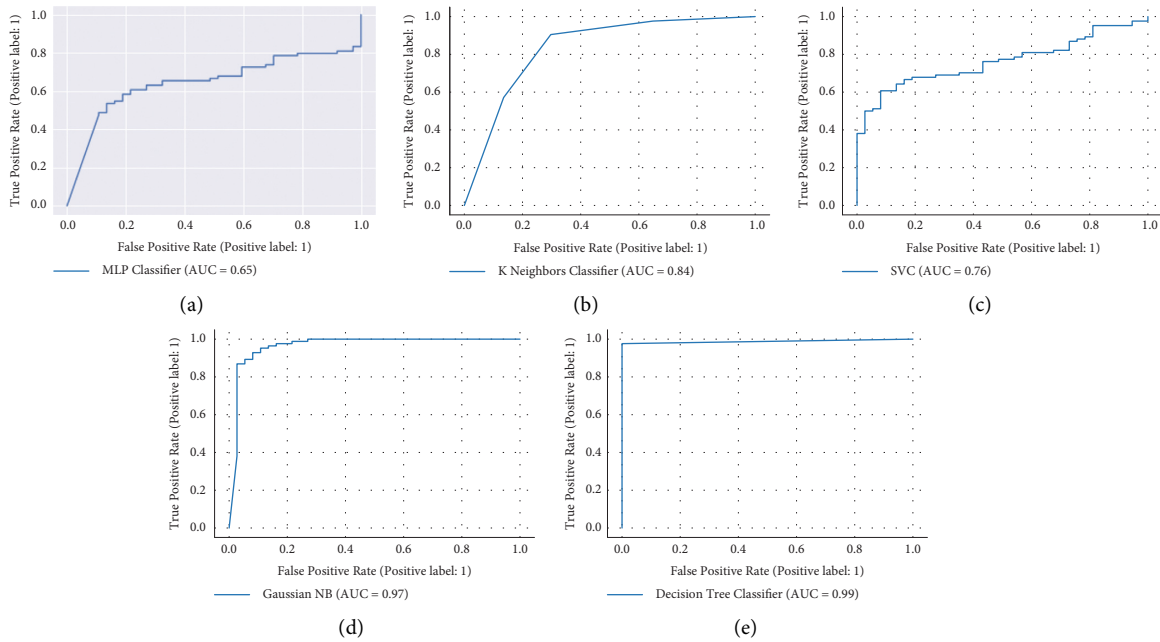 True Positive Rate (Positive label: 1)
1.0
0.8
0.6
0.4
0.2
0.0
0.0 0.2 0.4 0.6 0.8 1.0
False Positive Rate (Positive label: 1)
MLP Classifier (AUC = 0.65)
(a)
True Positive Rate (Positive label: 1)
1.0
0.8
0.6
0.4
0.2
0.0
0.0 0.2 0.4 0.6 0.8 1.0
False Positive Rate (Positive label: 1)
K Neighbors Classifier (AUC = 0.84)
(b)
True Positive Rate (Positive label: 1)
1.0
0.8
0.6
0.4
0.2
0.0
0.0 0.2 0.4 0.6 0.8 1.0
False Positive Rate (Positive label: 1)
SVC (AUC = 0.76)
(c)
True Positive Rate (Positive label: 1)
1.0
0.8
0.6
0.4
0.2
0.0
0.0 0.2 0.4 0.6 0.8 1.0
False Positive Rate (Positive label: 1)
Gaussian NB (AUC = 0.97)
(d)
True Positive Rate (Positive label: 1)
1.0
0.8
0.6
0.4
0.2
0.0
0.0 0.2 0.4 0.6 0.8 1.0
False Positive Rate (Positive label: 1)
Decision Tree Classifier (AUC = 0.99)
(e)